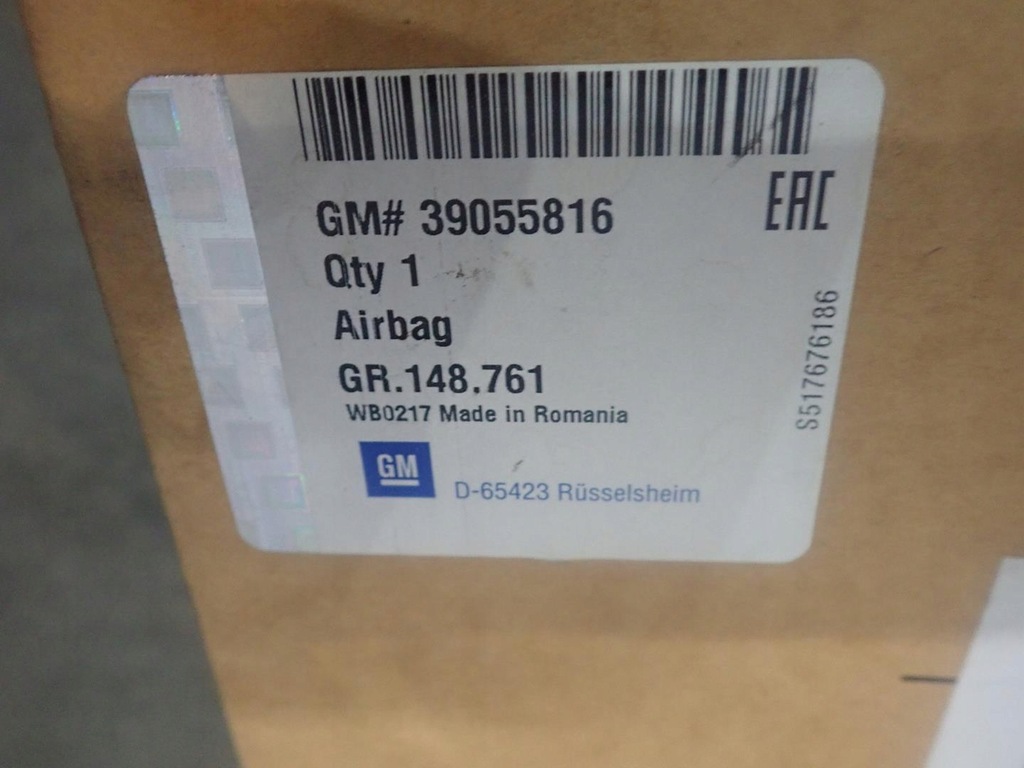 GM# 39055816
EAC
Qty 1
Airbag
GR.148.761
WB0217 Made in Romania
GM
D-65423 Rüsselsheim
S517676186